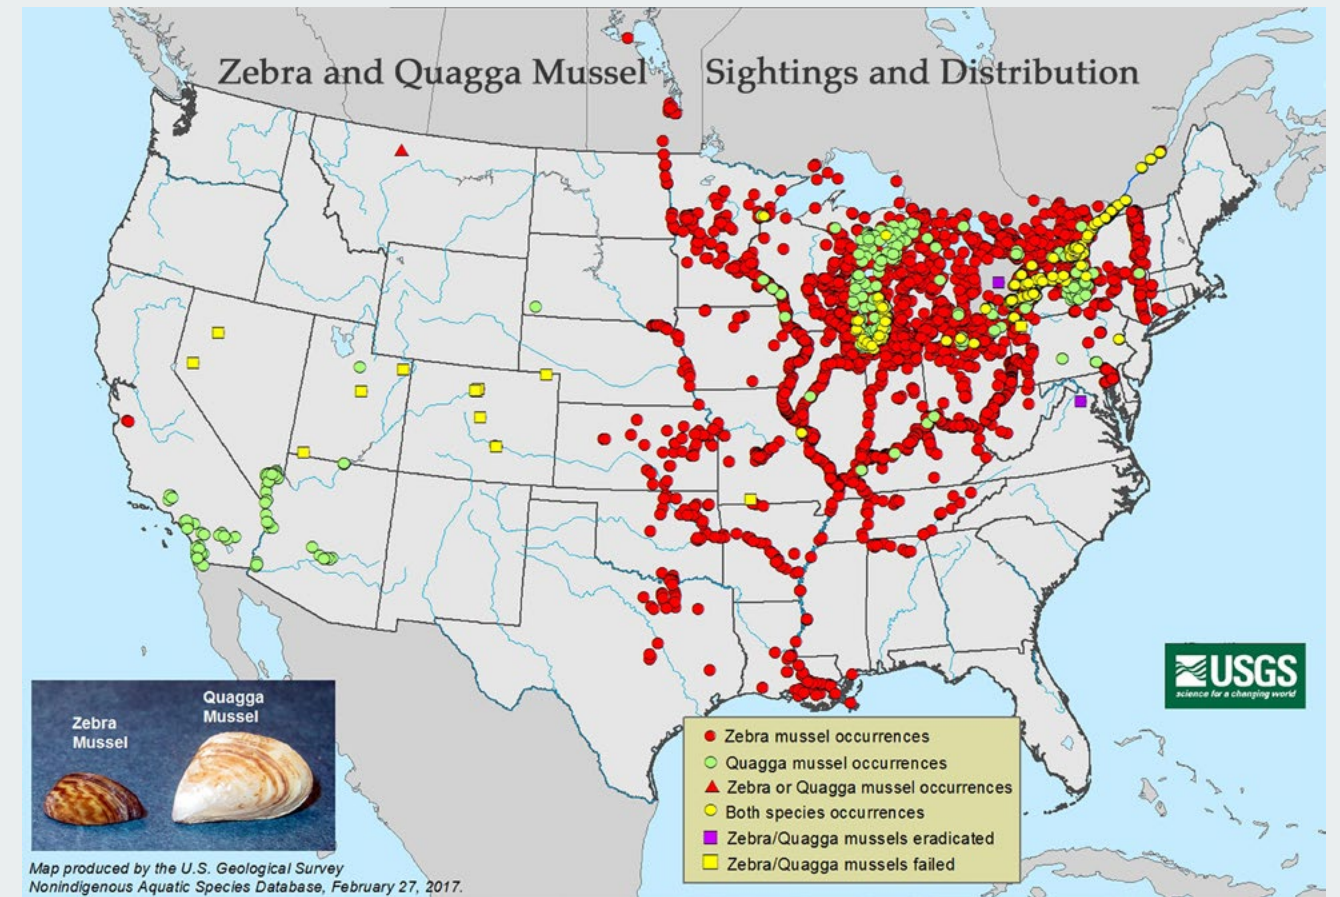 Zebra and Quagga Mussel Sightings and Distribution
USGS
science for a changing world
Quagga
Mussel
Zebra
Mussel
Zebra mussel occurrences
Quagga mussel occurrences
Zebra or Quagga mussel occurrences
Both species occurrences
Zebra/Quagga mussels eradicated
Zebra/Quagga mussels failed
Map produced by the U.S. Geological Survey
Nonindigenous Aquatic Species Database, February 27, 2017.